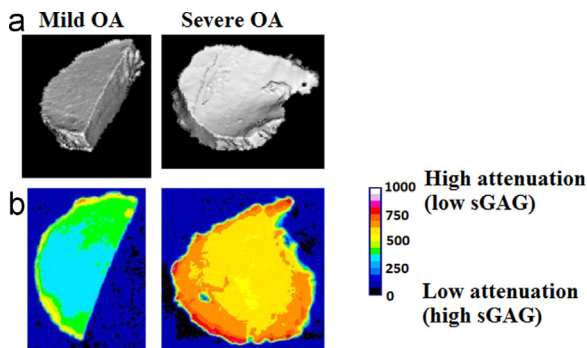 a
Mild OA
Severe OA
b
1000
750
500
250
0
High attenuation
(low sGAG)
Low attenuation
(high sGAG)